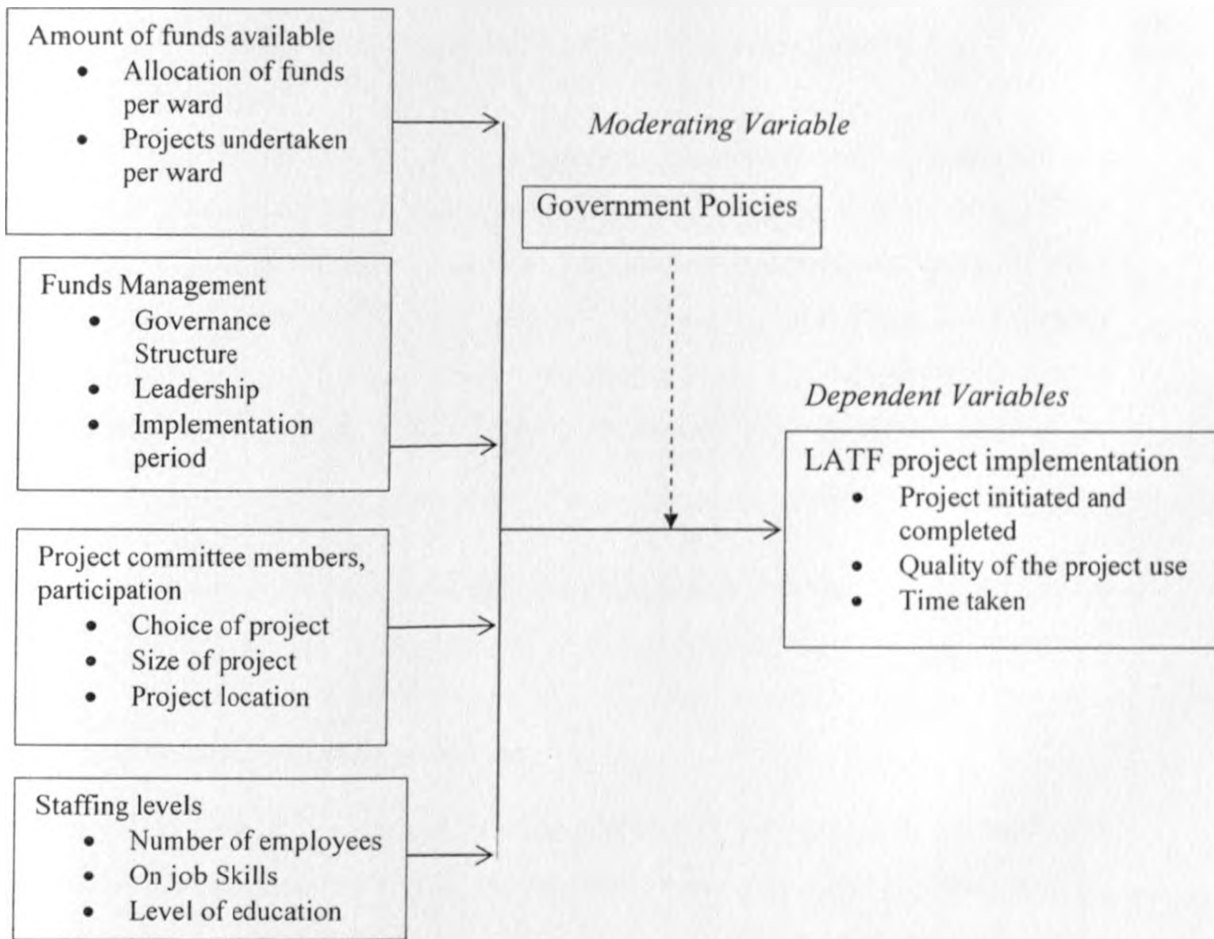 Amount of funds available
• Allocation of funds
per ward
• Projects undertaken
per ward
Funds Management
• Governance
Structure
• Leadership
• Implementation
period
Project committee members,
participation
• Choice of project
• Size of project
• Project location
Staffing levels
• Number of employees
• On job Skills
• Level of education
Moderating Variable
Government Policies
Dependent Variables
LATF project implementation
• Project initiated and
completed
• Quality of the project use
• Time taken